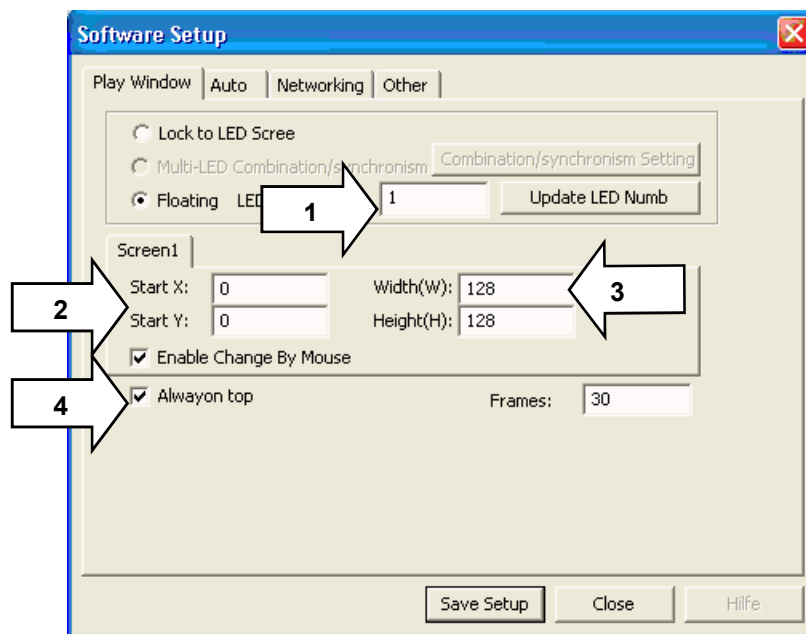 Software Setup
Play Window Auto Networking Other
Lock to LED Scree
Multi-LED Combination/synchronism Combination/synchronism Setting
Floating LED 1 Update LED Numb
1
Screen1
Start X: 0 Width(W): 128
2 3
Start Y: 0 Height(H): 128
Enable Change By Mouse
4 Alwayon top Frames: 30
Save Setup Close Hilfe